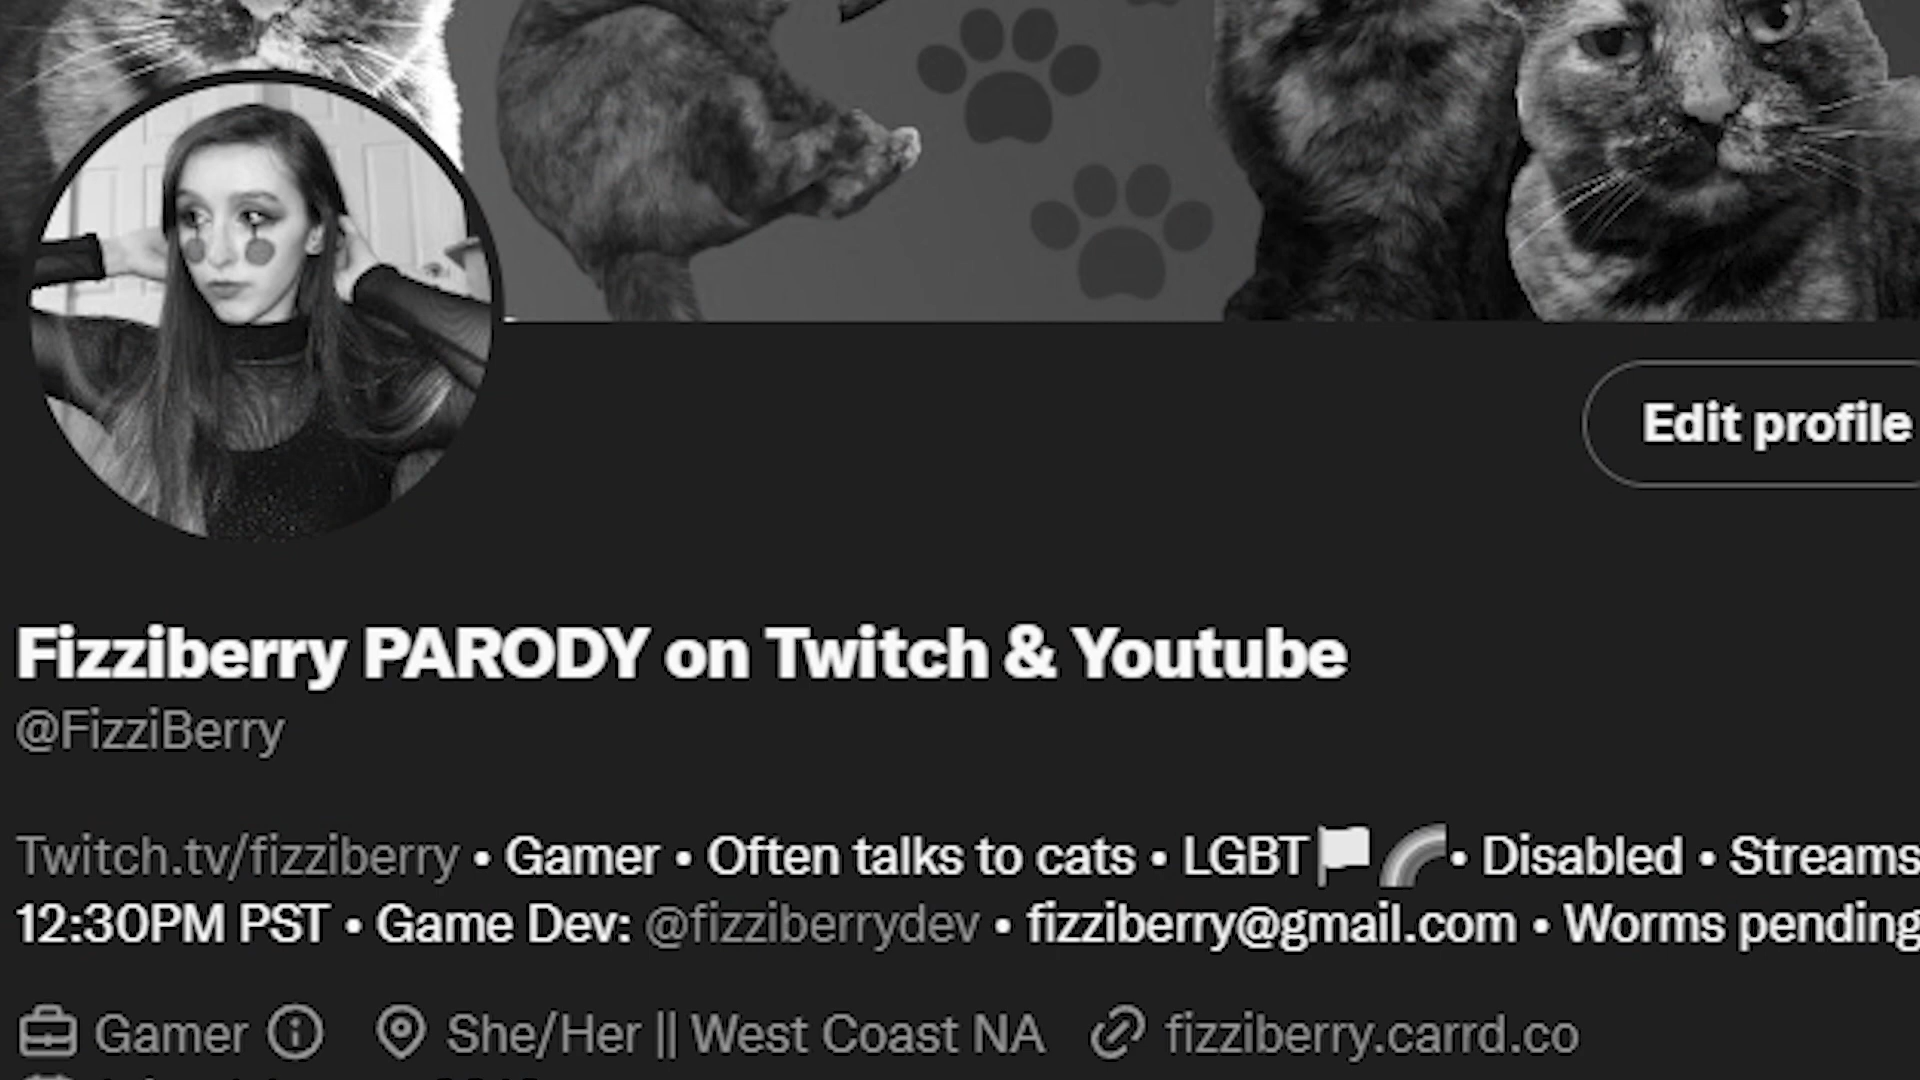 Edit profile
Fizziberry PARODY on Twitch & Youtube
@FizziBerry
Twitch.tv/fizziberry • Gamer • Often talks to cats • LGBT🏳️🌈• Disabled • Streams
12:30PM PST • Game Dev: @fizziberrydev • fizziberry@gmail.com • Worms pending
Gamer She/Her || West Coast NA fizziberry.carrd.co